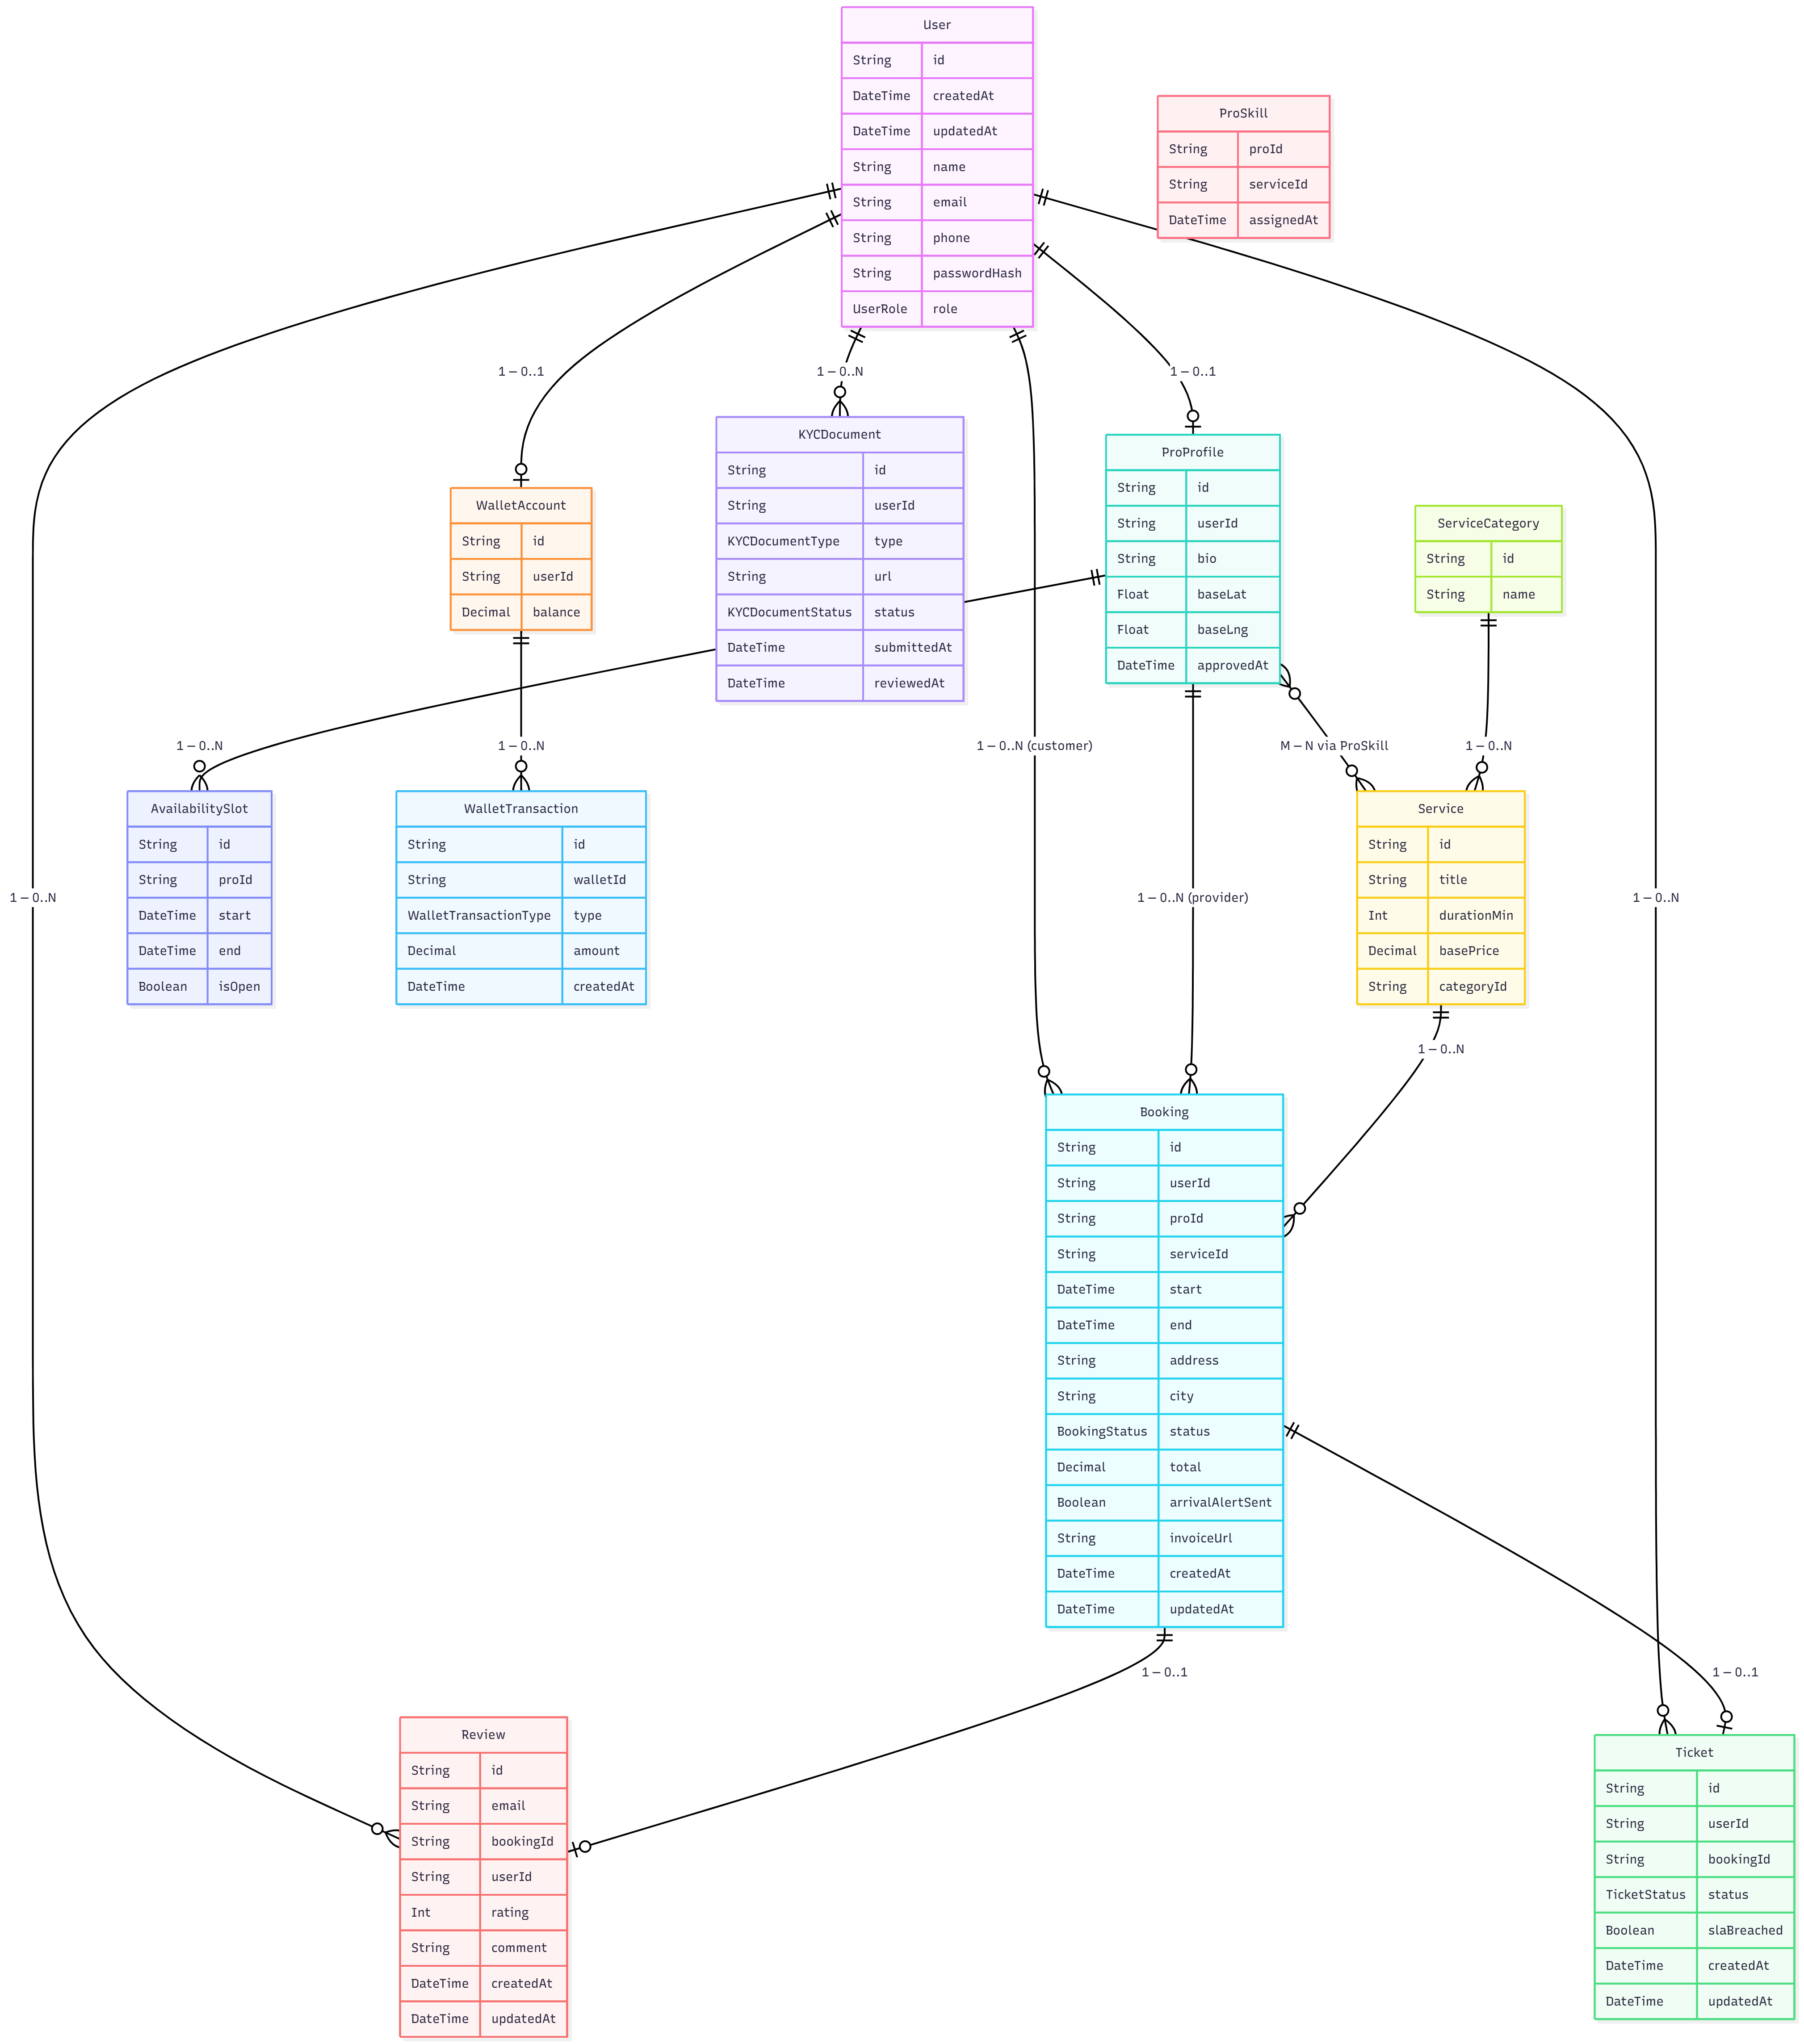 User
String id
DateTime createdAt
DateTime updatedAt
String name
String email
String phone
String passwordHash
UserRole role
ProSkill
String proId
String serviceId
DateTime assignedAt
1 – 0..1
1 – 0..N
1 – 0..1
KYCDocument
String id
String userId
KYCDocumentType type
String url
KYCDocumentStatus status
DateTime submittedAt
DateTime reviewedAt
ProProfile
String id
String userId
String bio
Float baseLat
Float baseLng
DateTime approvedAt
WalletAccount
String id
String userId
Decimal balance
ServiceCategory
String id
String name
1 – 0..N
1 – 0..N
1 – 0..N (customer)
M – N via ProSkill
1 – 0..N
AvailabilitySlot
String id
String proId
DateTime start
DateTime end
Boolean isOpen
WalletTransaction
String id
String walletId
WalletTransactionType type
Decimal amount
DateTime createdAt
Service
String id
String title
Int durationMin
Decimal basePrice
String categoryId
1 – 0..N
1 – 0..N (provider)
1 – 0..N
1 – 0..N
Booking
String id
String userId
String proId
String serviceId
DateTime start
DateTime end
String address
String city
BookingStatus status
Decimal total
Boolean arrivalAlertSent
String invoiceUrl
DateTime createdAt
DateTime updatedAt
1 – 0..1
1 – 0..1
Review
String id
String email
String bookingId
String userId
Int rating
String comment
DateTime createdAt
DateTime updatedAt
Ticket
String id
String userId
String bookingId
TicketStatus status
Boolean slaBreached
DateTime createdAt
DateTime updatedAt